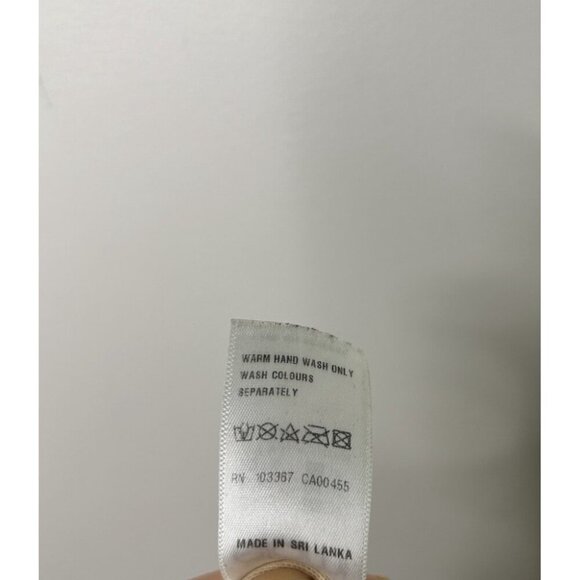 WARM HAND WASH ONLY
WASH COLOURS
SEPARATELY
RN 103367 CA00455
MADE IN SRI LANKA